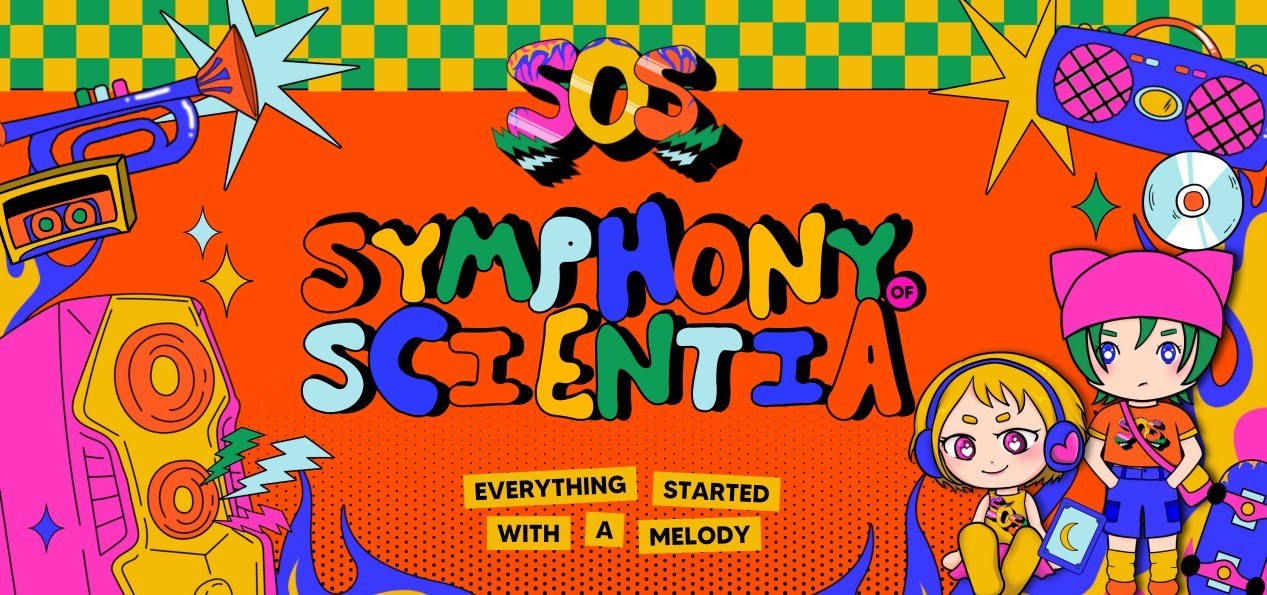 SOS
SYMPHONY OF
SCIENTIA
EVERYTHING STARTED
WITH A MELODY